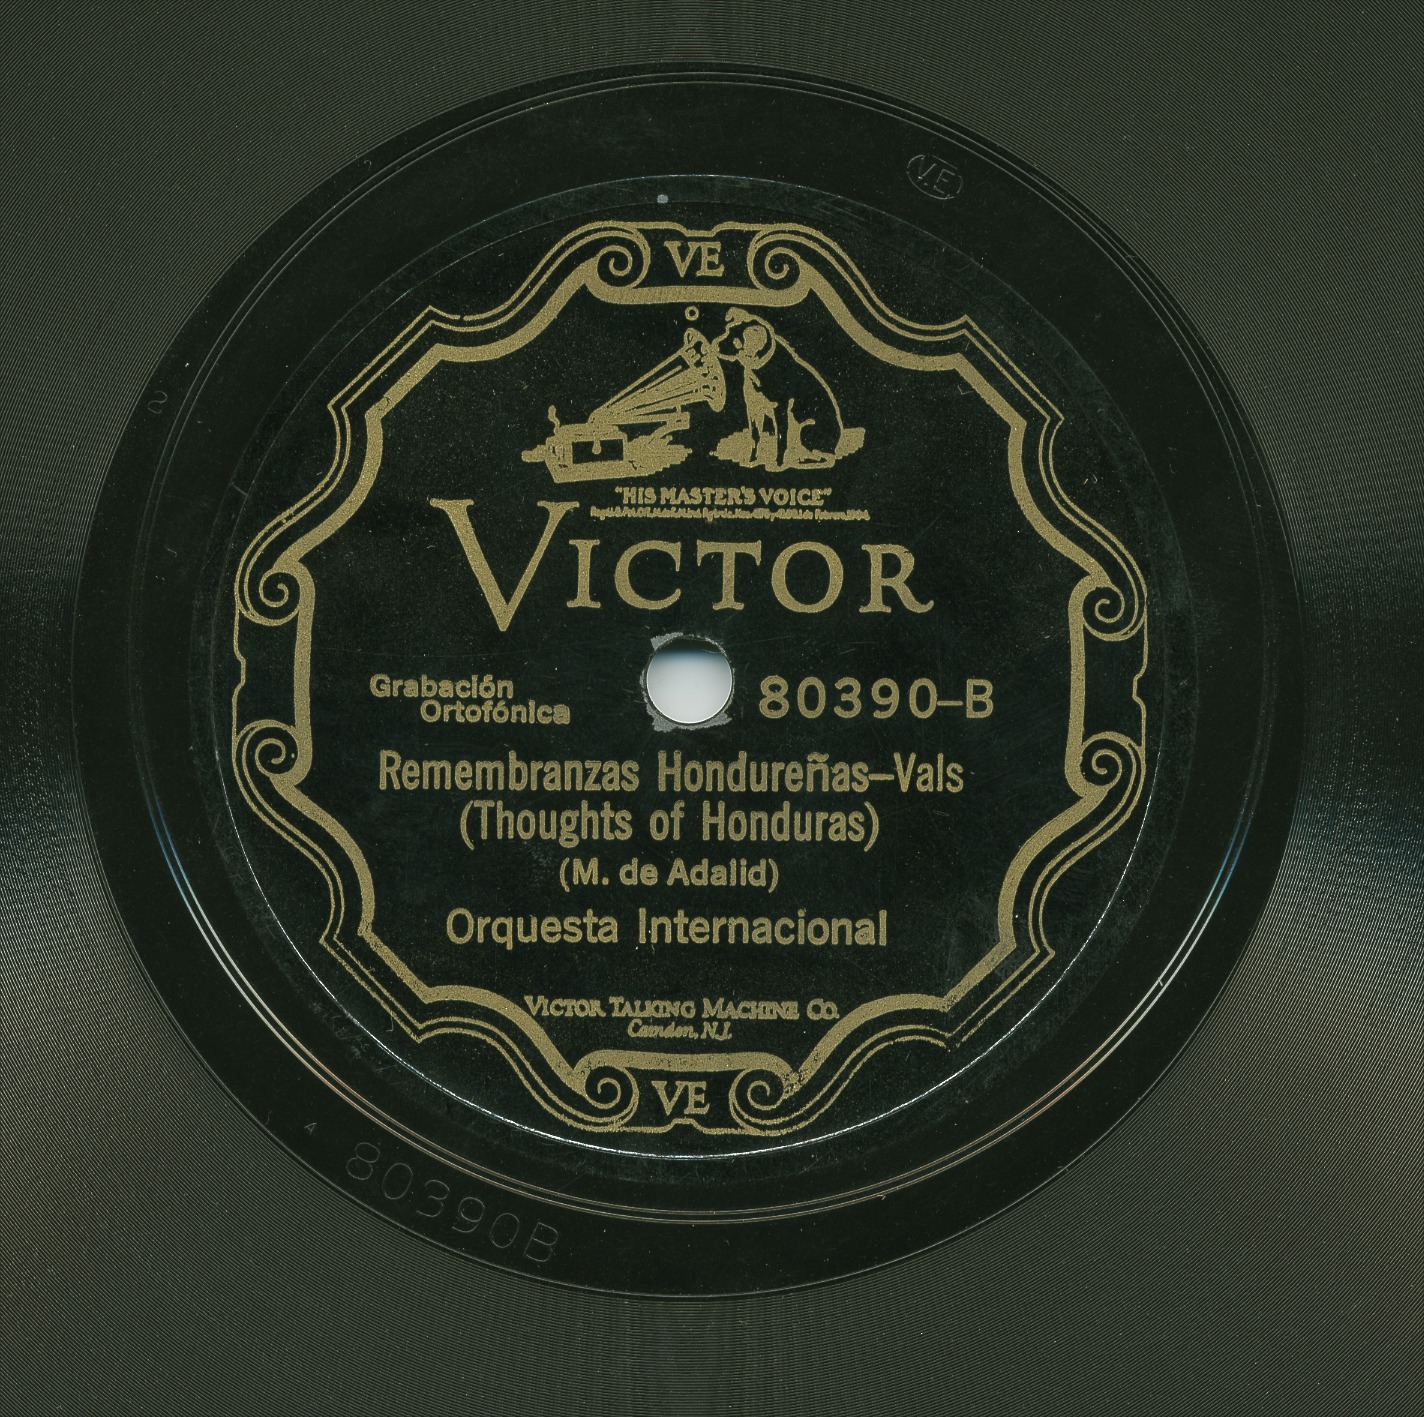 VE
VE
"HIS MASTER'S VOICE"
VICTOR
Grabación
Ortofónica
80390-B
Remembranzas Hondureñas-Vals
(Thoughts of Honduras)
(M. de Adalid)
Orquesta Internacional
VICTOR TALKING MACHINE CO.
Camden, N.J.
VE
80390B